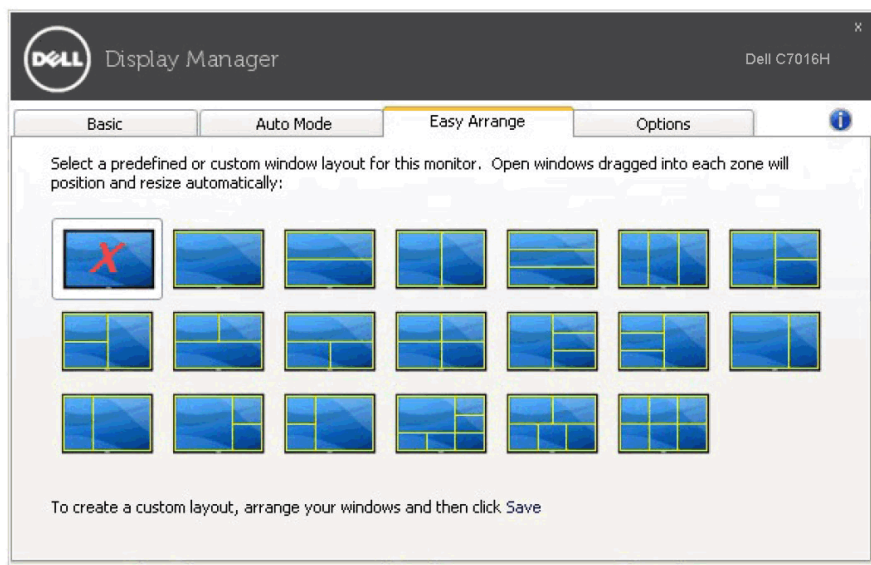 DELL
Display Manager
x
Dell C7016H
Basic
Auto Mode
Easy Arrange
Options
i
Select a predefined or custom window layout for this monitor. Open windows dragged into each zone will
position and resize automatically:
X
To create a custom layout, arrange your windows and then click Save